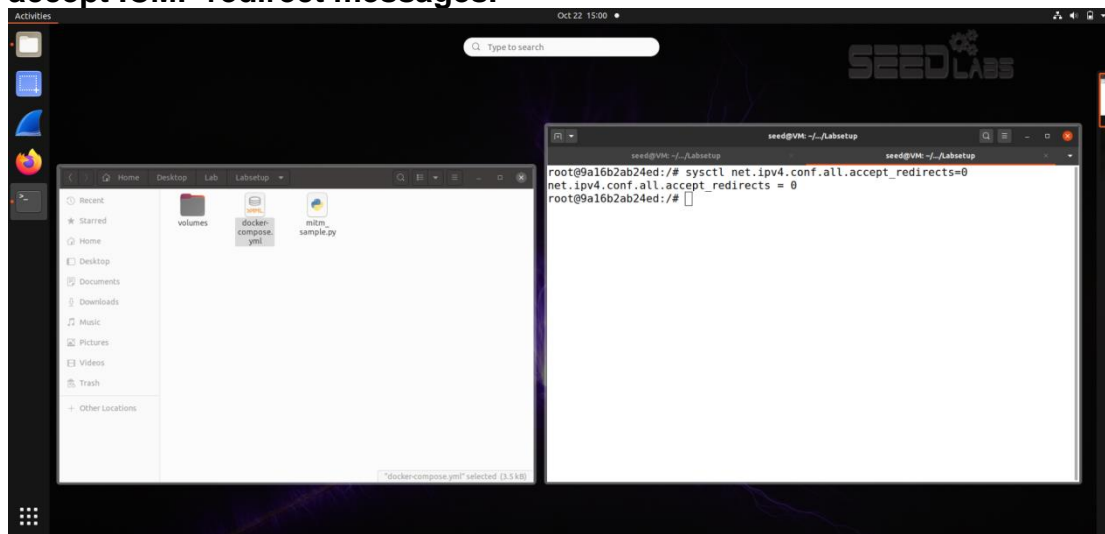 accept ICMP redirect messages.
Activities
Oct 22 15:00
Type to search
SEEDLABS
seed@VM: ~/.../Labsetup
seed@VM: ~/.../Labsetup
seed@VM: ~/.../Labsetup
root@9a16b2ab24ed:/# sysctl net.ipv4.conf.all.accept_redirects=0
net.ipv4.conf.all.accept_redirects = 0
root@9a16b2ab24ed:/#
Home Desktop Lab Labsetup
Recent
Starred
Home
Desktop
Documents
Downloads
Music
Pictures
Videos
Trash
+ Other Locations
volumes
docker-
compose.
yml
mitm_
sample.py
"docker-compose.yml" selected (3.5 kB)